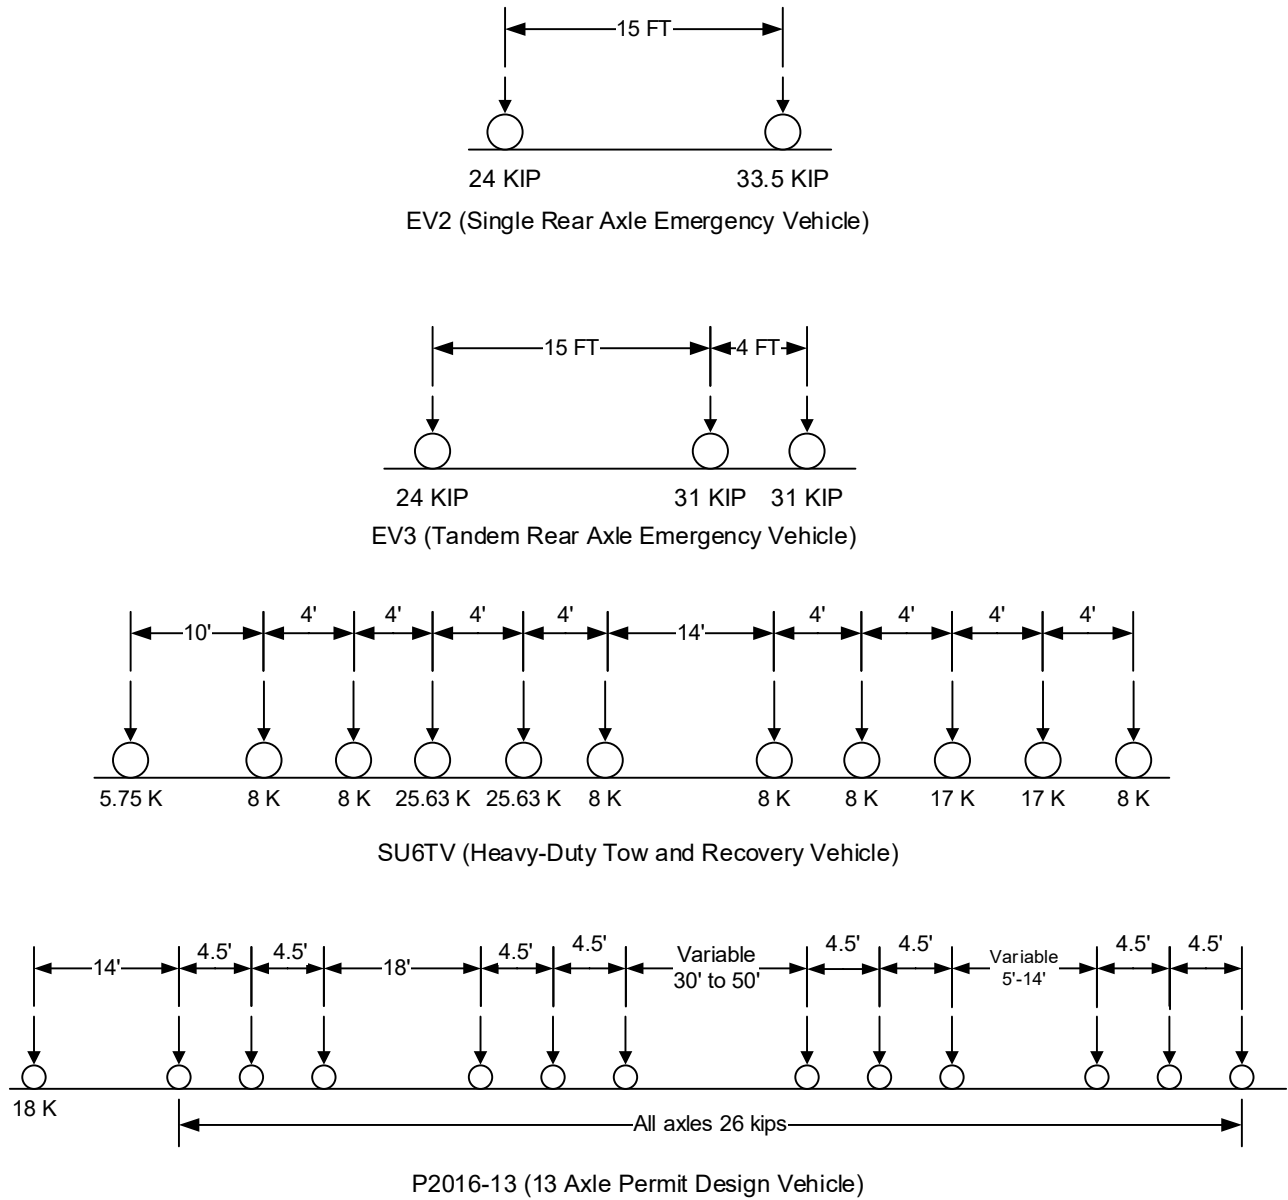 15 FT
24 KIP 33.5 KIP
EV2 (Single Rear Axle Emergency Vehicle)
15 FT 4 FT
24 KIP 31 KIP 31 KIP
EV3 (Tandem Rear Axle Emergency Vehicle)
10' 4' 4' 4' 4' 14' 4' 4' 4' 4'
5.75 K 8 K 8 K 25.63 K 25.63 K 8 K 8 K 8 K 17 K 17 K 8 K
SU6TV (Heavy-Duty Tow and Recovery Vehicle)
14' 4.5' 4.5' 18' 4.5' 4.5' Variable 4.5' 4.5' Variable 4.5' 4.5'
30' to 50' 5'-14'
18 K
All axles 26 kips
P2016-13 (13 Axle Permit Design Vehicle)